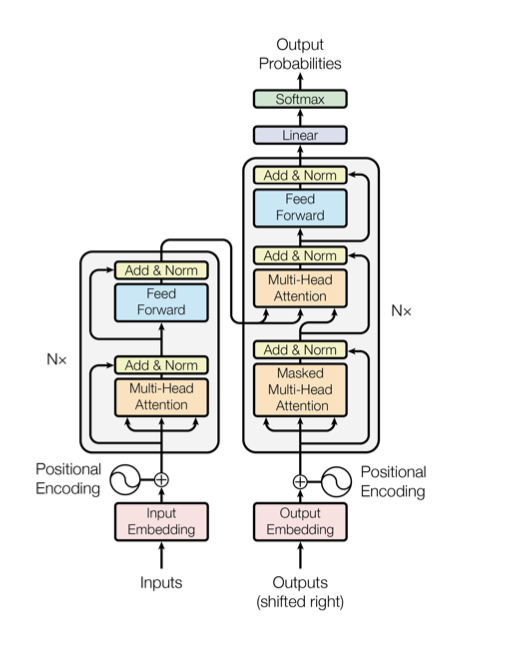 Output
Probabilities
Softmax
Linear
Add & Norm
Feed
Forward
Add & Norm
Multi-Head
Attention
Add & Norm
Masked
Multi-Head
Attention
Nx
Add & Norm
Feed
Forward
Add & Norm
Multi-Head
Attention
Nx
Positional
Encoding
Positional
Encoding
Input
Embedding
Output
Embedding
Inputs
Outputs
(shifted right)